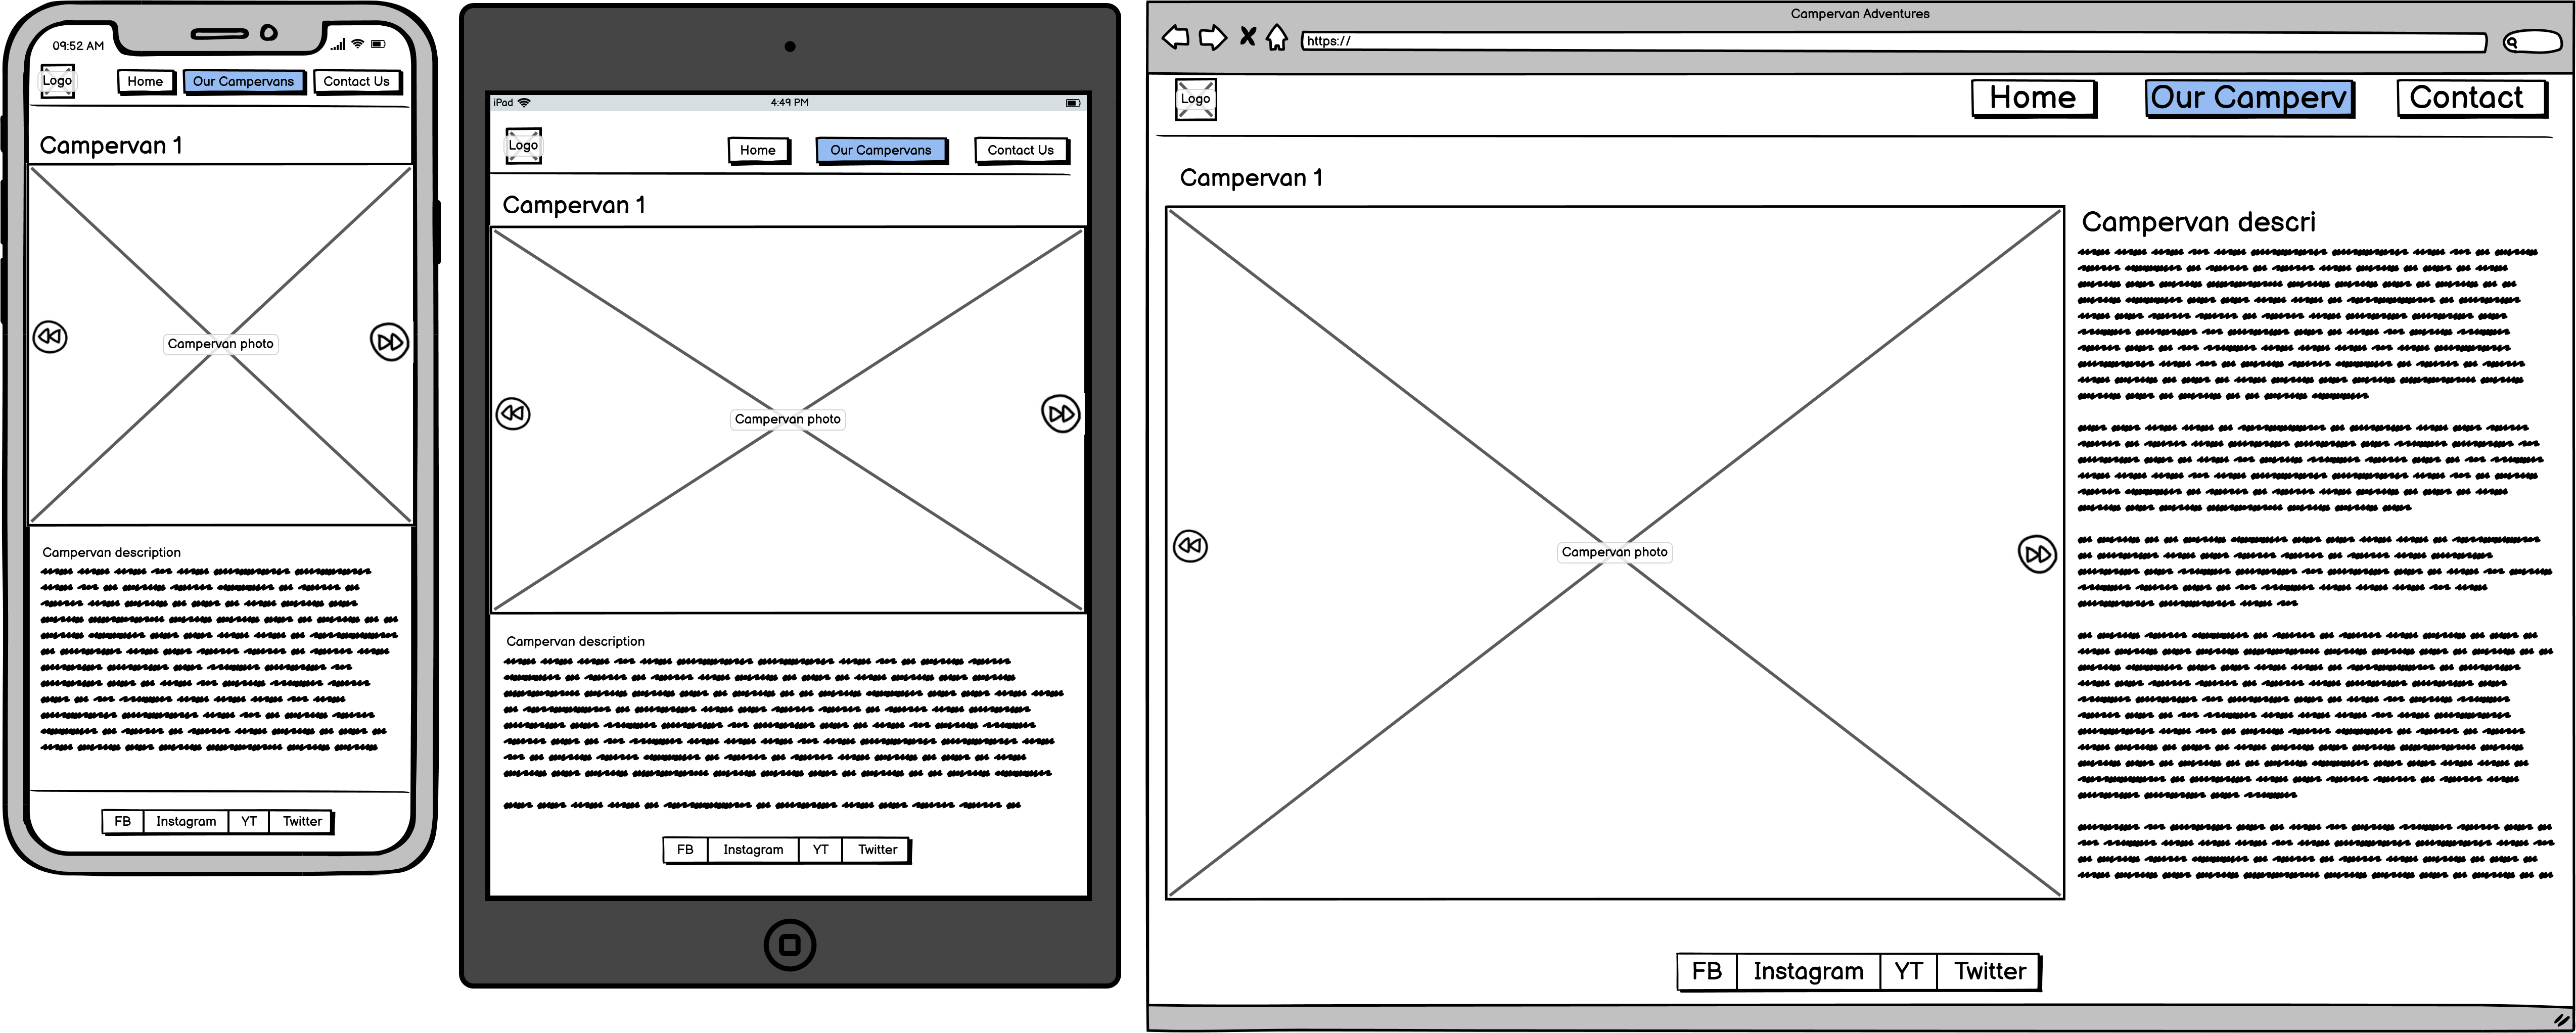 09:52 AM
Logo
Home
Our Campervans
Contact Us
Campervan 1
Campervan photo
Campervan description
FB
Instagram
YT
Twitter
iPad
4:49 PM
Logo
Home
Our Campervans
Contact Us
Campervan 1
Campervan photo
Campervan description
FB
Instagram
YT
Twitter
Campervan Adventures
https://
Logo
Home
Our Camperv
Contact
Campervan 1
Campervan descri
Campervan photo
FB
Instagram
YT
Twitter